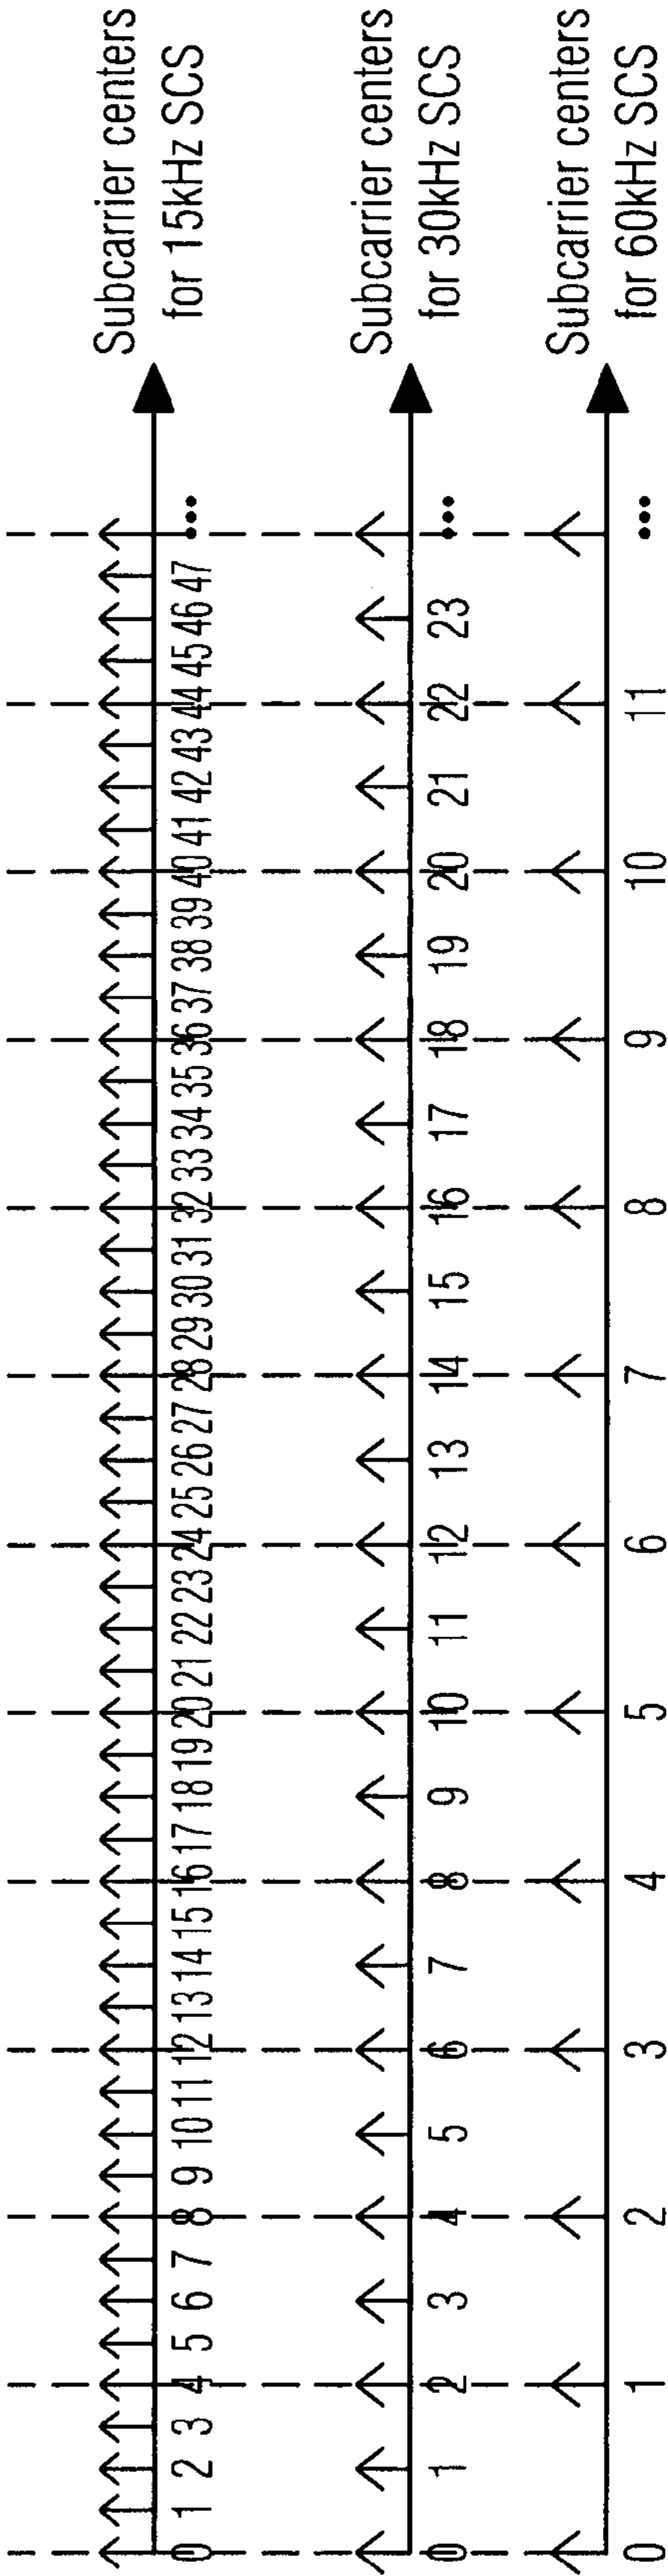 Subcarrier centers
for 15kHz SCS
0 1 2 3 4 5 6 7 8 9 10 11 12 13 14 15 16 17 18 19 20 21 22 23 24 25 26 27 28 29 30 31 32 33 34 35 36 37 38 39 40 41 42 43 44 45 46 47 ...
Subcarrier centers
for 30kHz SCS
0 1 2 3 4 5 6 7 8 9 10 11 12 13 14 15 16 17 18 19 20 21 22 23 ...
Subcarrier centers
for 60kHz SCS
0 1 2 3 4 5 6 7 8 9 10 11 ...